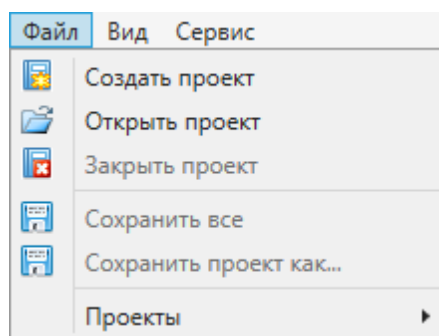 Файл Вид Сервис
Создать проект
Открыть проект
Закрыть проект
Сохранить все
Сохранить проект как...
Проекты